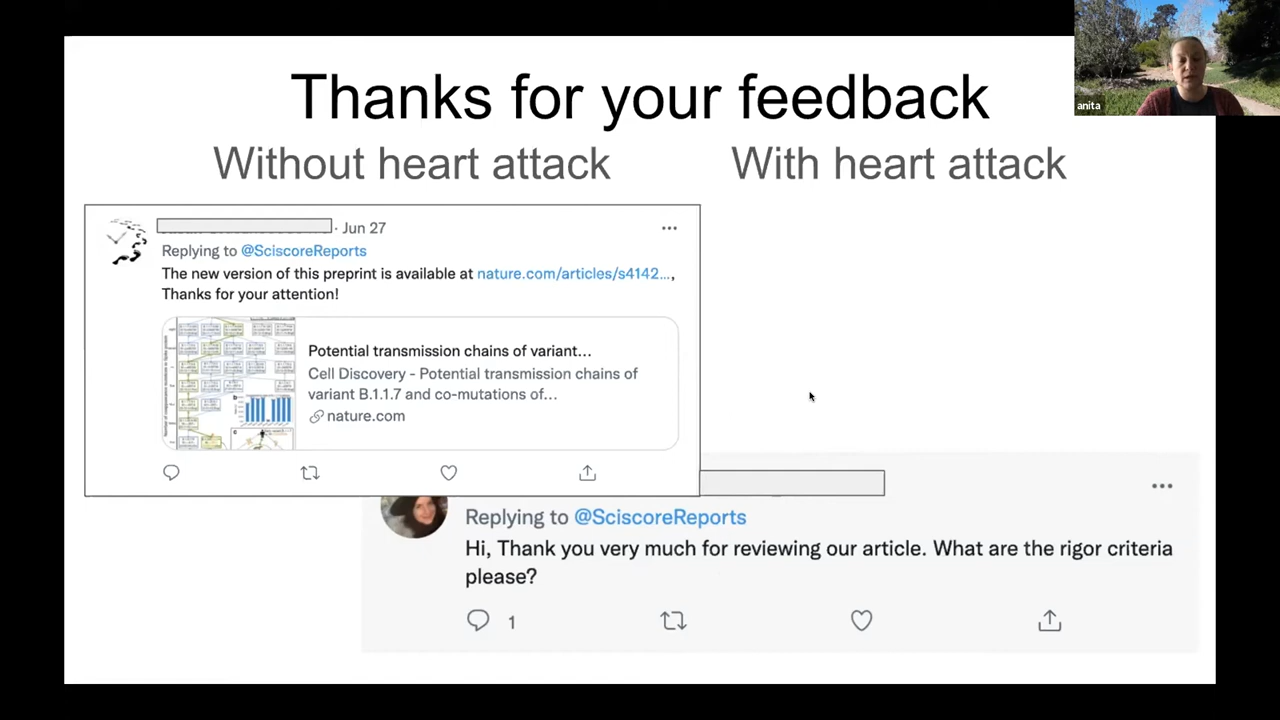 Thanks for your feedback
anita
Without heart attack
With heart attack
· Jun 27
Replying to @SciscoreReports
The new version of this preprint is available at nature.com/articles/s4142…,
Thanks for your attention!
Potential transmission chains of variant…
Cell Discovery - Potential transmission chains of
variant B.1.1.7 and co-mutations of…
nature.com
Replying to @SciscoreReports
Hi, Thank you very much for reviewing our article. What are the rigor criteria
please?
1